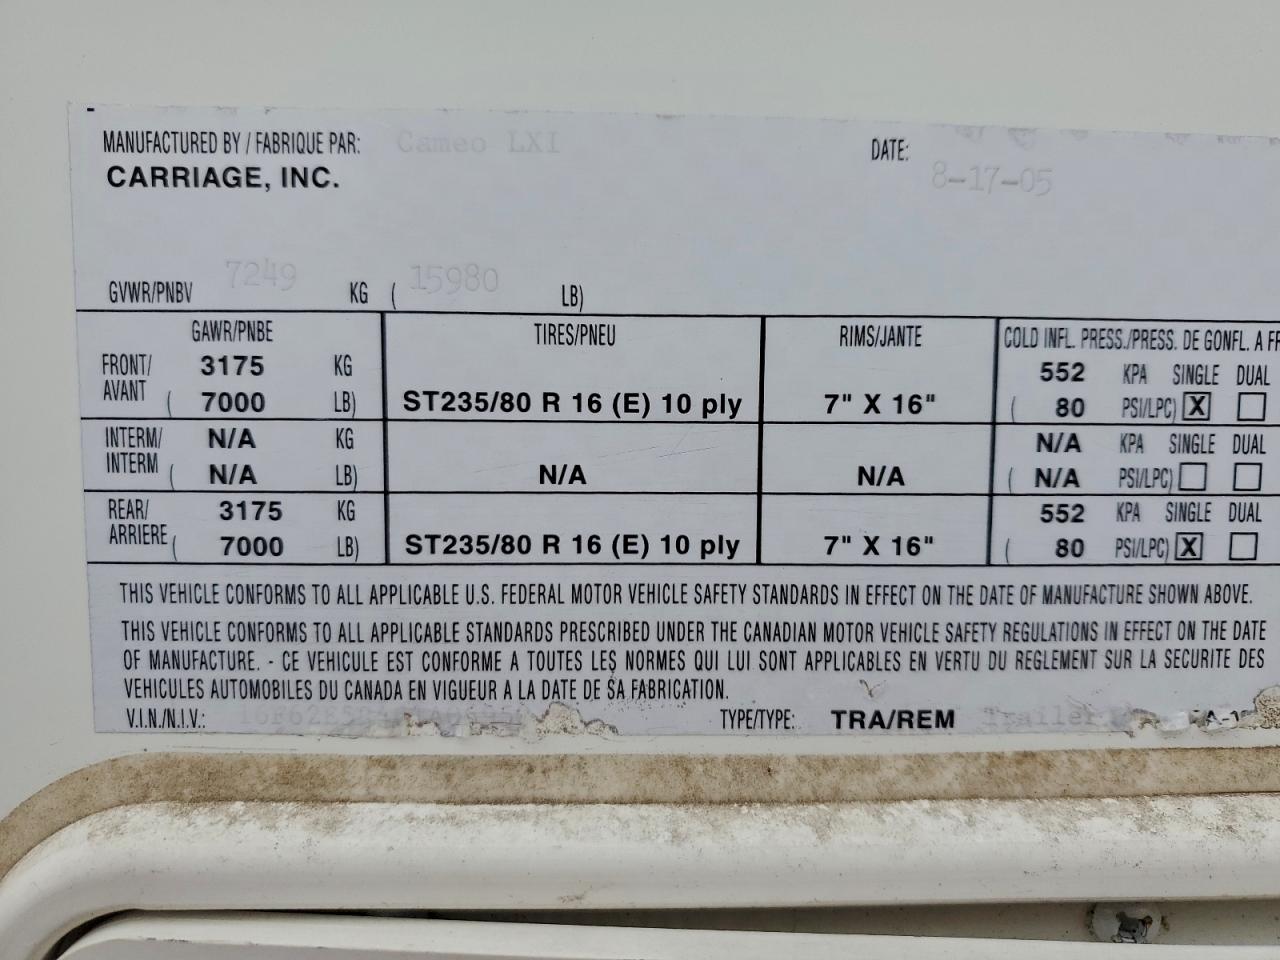 MANUFACTURED BY / FABRIQUE PAR: Cameo LXI DATE:
CARRIAGE, INC. 8-17-05
GVWR/PNBV 7249 KG ( 15980 LB)
GAWR/PNBE TIRES/PNEU RIMS/JANTE COLD INFL. PRESS./PRESS. DE GONFL. A FR
FRONT/ 3175 KG 552 KPA SINGLE DUAL
AVANT ( 7000 LB) ST235/80 R 16 (E) 10 ply 7" X 16" ( 80 PSI/LPC) X
INTERM/ N/A KG N/A KPA SINGLE DUAL
INTERM ( N/A LB) N/A N/A ( N/A PSI/LPC)
REAR/ 3175 KG 552 KPA SINGLE DUAL
ARRIERE ( 7000 LB) ST235/80 R 16 (E) 10 ply 7" X 16" ( 80 PSI/LPC) X
THIS VEHICLE CONFORMS TO ALL APPLICABLE U.S. FEDERAL MOTOR VEHICLE SAFETY STANDARDS IN EFFECT ON THE DATE OF MANUFACTURE SHOWN ABOVE.
THIS VEHICLE CONFORMS TO ALL APPLICABLE STANDARDS PRESCRIBED UNDER THE CANADIAN MOTOR VEHICLE SAFETY REGULATIONS IN EFFECT ON THE DATE
OF MANUFACTURE. - CE VEHICULE EST CONFORME A TOUTES LES NORMES QUI LUI SONT APPLICABLES EN VERTU DU REGLEMENT SUR LA SECURITE DES
VEHICULES AUTOMOBILES DU CANADA EN VIGUEUR A LA DATE DE SA FABRICATION.
V.I.N./N.I.V.: TYPE/TYPE: TRA/REM Trailer